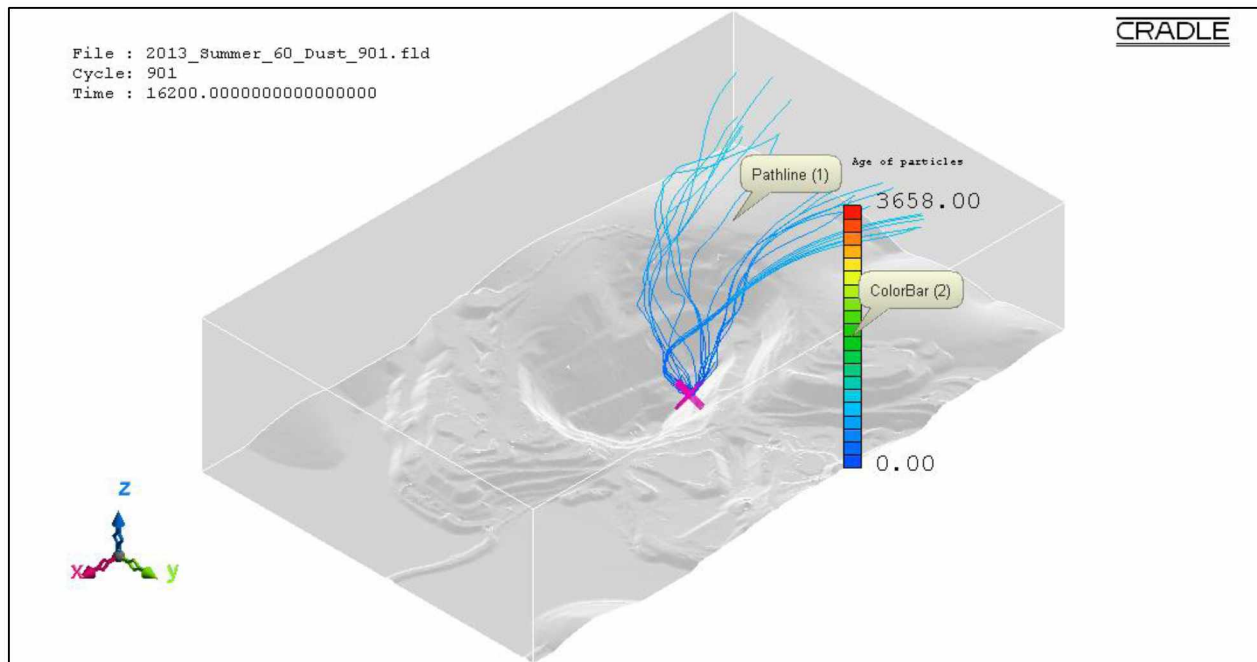 File : 2013_Summer_60_Dust_901.fld
Cycle: 901
Time : 16200.0000000000000000
CRADLE
Age of particles
Pathline (1)
3658.00
ColorBar (2)
0.00
z
x
y